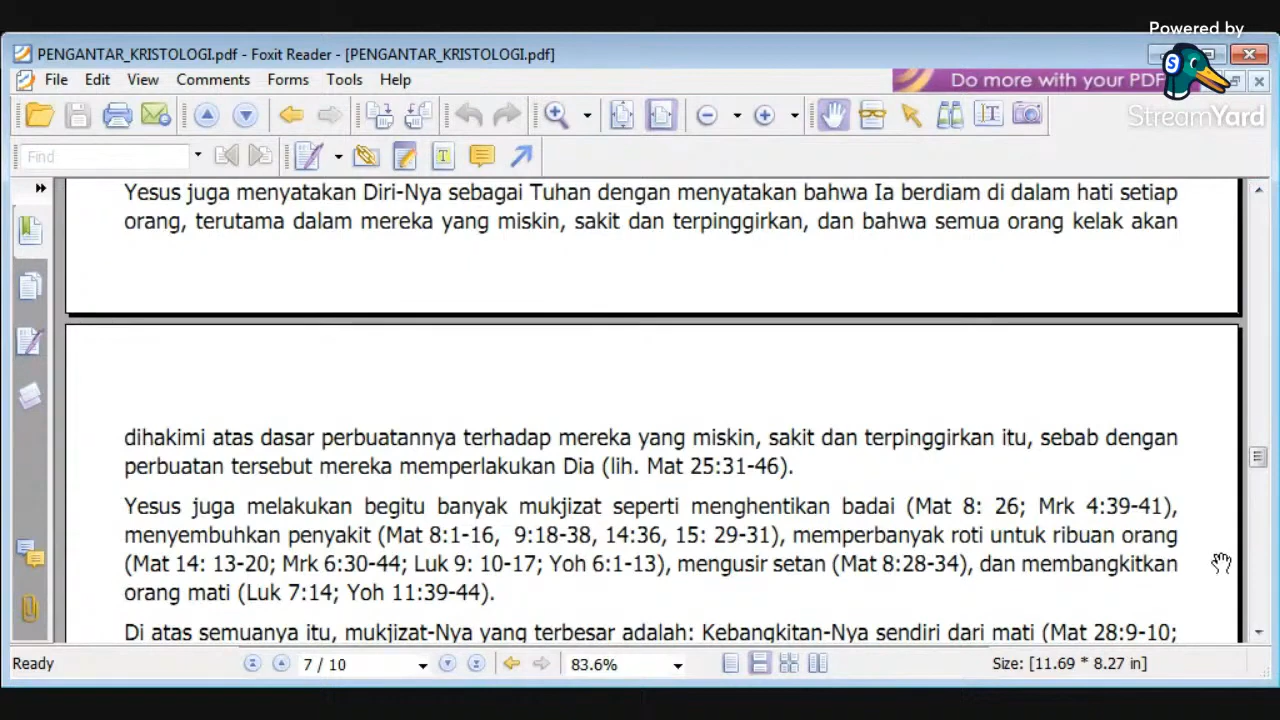 Powered by
StreamYard
PENGANTAR_KRISTOLOGI.pdf - Foxit Reader - [PENGANTAR_KRISTOLOGI.pdf]
File Edit View Comments Forms Tools Help
Do more with your PDF
Find
Yesus juga menyatakan Diri-Nya sebagai Tuhan dengan menyatakan bahwa Ia berdiam di dalam hati setiap
orang, terutama dalam mereka yang miskin, sakit dan terpinggirkan, dan bahwa semua orang kelak akan
dihakimi atas dasar perbuatannya terhadap mereka yang miskin, sakit dan terpinggirkan itu, sebab dengan
perbuatan tersebut mereka memperlakukan Dia (lih. Mat 25:31-46).
Yesus juga melakukan begitu banyak mukjizat seperti menghentikan badai (Mat 8: 26; Mrk 4:39-41),
menyembuhkan penyakit (Mat 8:1-16, 9:18-38, 14:36, 15: 29-31), memperbanyak roti untuk ribuan orang
(Mat 14: 13-20; Mrk 6:30-44; Luk 9: 10-17; Yoh 6:1-13), mengusir setan (Mat 8:28-34), dan membangkitkan
orang mati (Luk 7:14; Yoh 11:39-44).
Di atas semuanya itu, mukjizat-Nya yang terbesar adalah: Kebangkitan-Nya sendiri dari mati (Mat 28:9-10;
Ready 7 / 10 83.6% Size: [11.69 * 8.27 in]